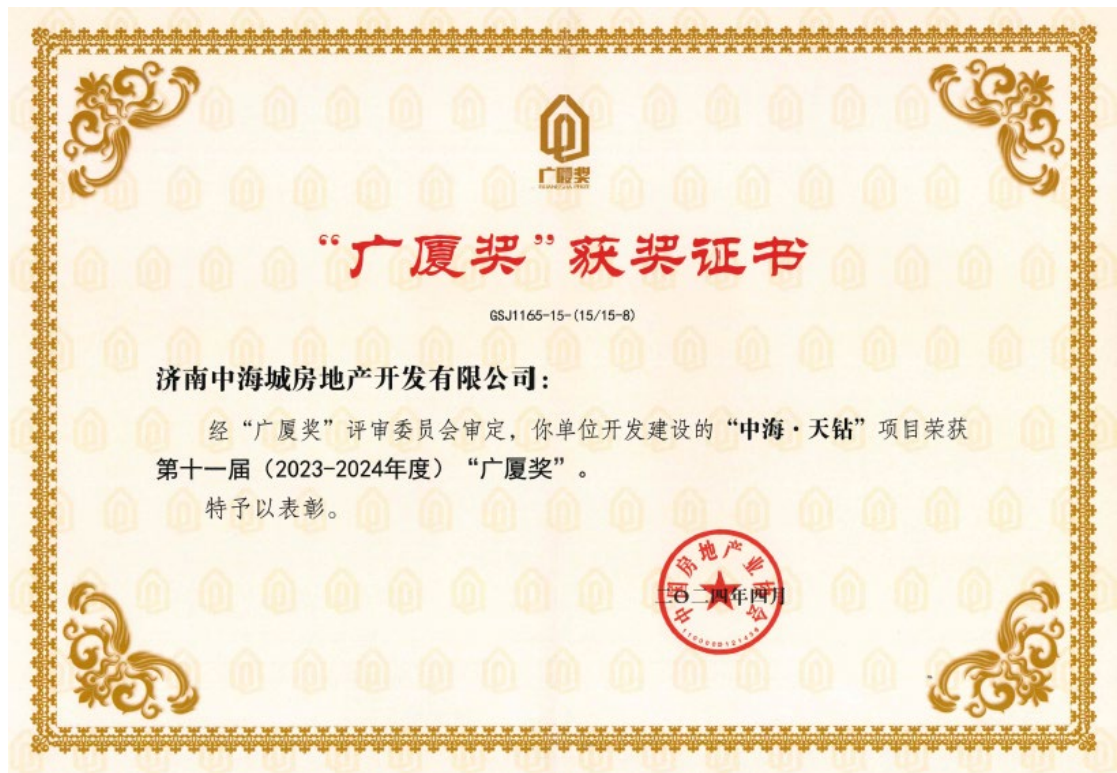 广厦奖
GUANGSHA PRIZE
“广厦奖”获奖证书
GSJ1165-15-(15/15-8)
济南中海城房地产开发有限公司：
经“广厦奖”评审委员会审定，你单位开发建设的“中海·天钻”项目荣获
第十一届（2023-2024年度）“广厦奖”。
特予以表彰。
中国房地产业协会
二〇二四年四月